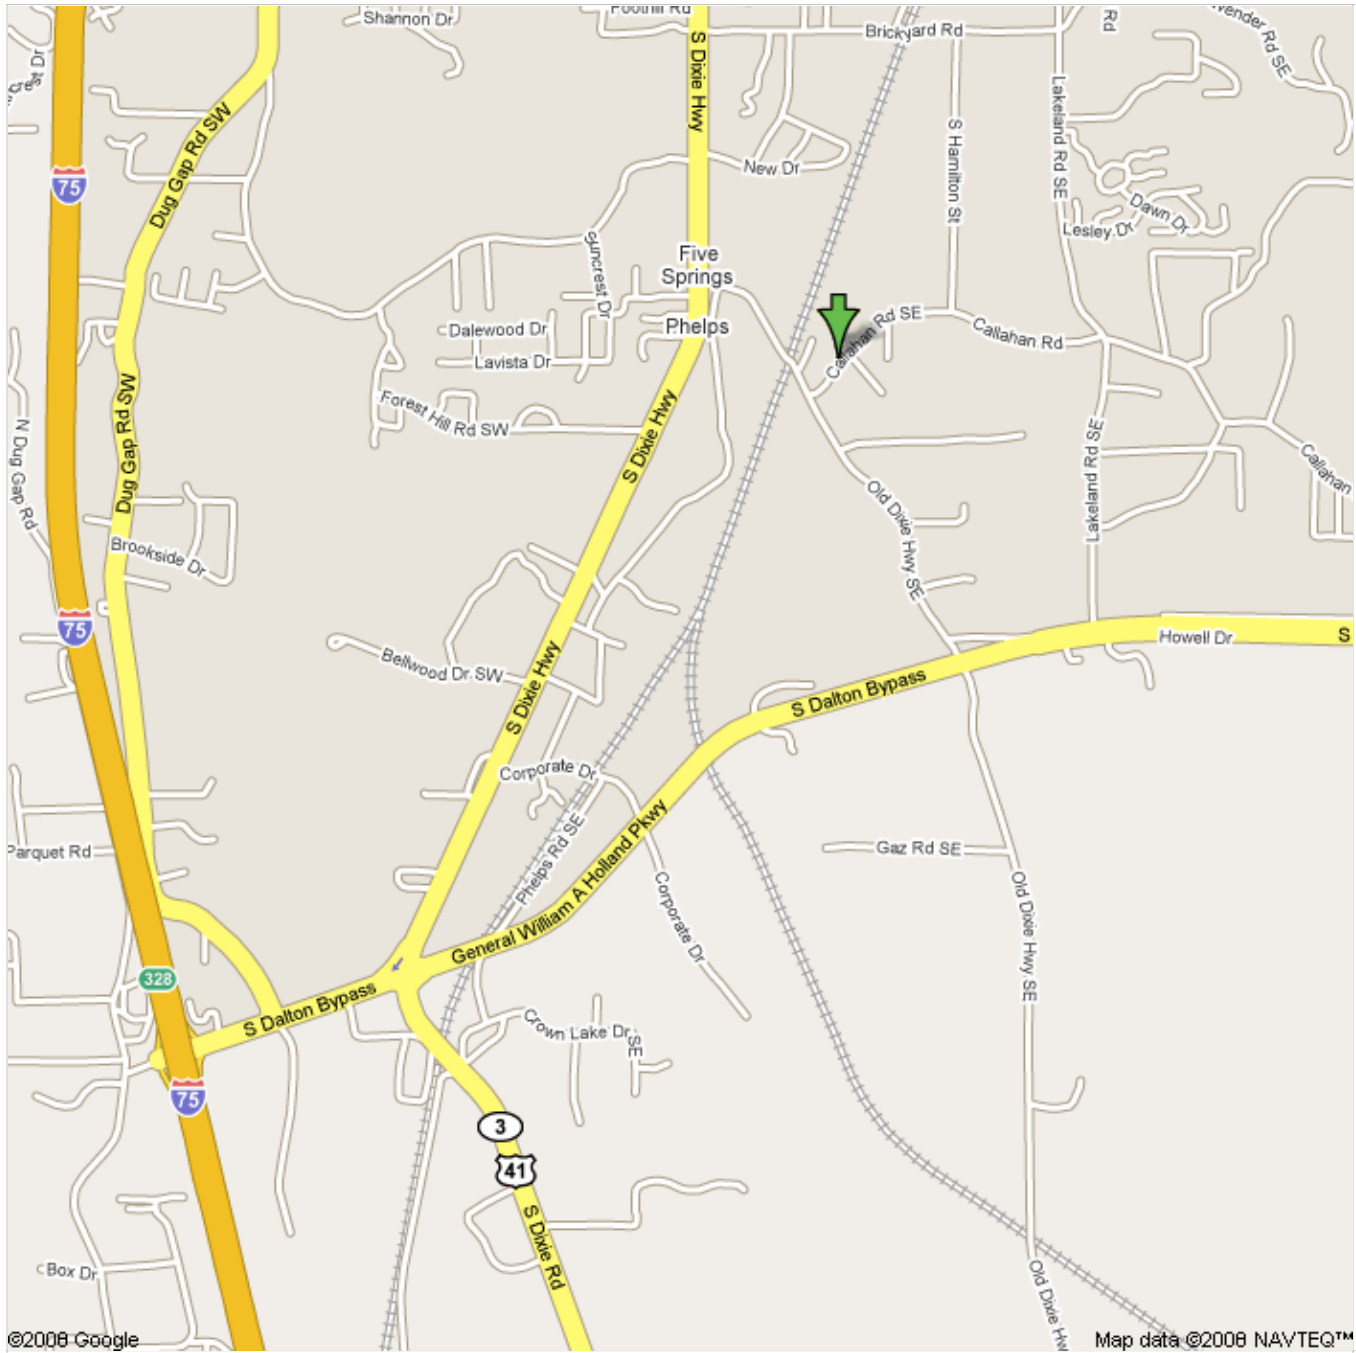 Shannon Dr
Foothill Rd
Brickyard Rd
Rd
S Dixie Hwy
Dug Gap Rd SW
75
New Dr
S Hamilton St
Lakeland Rd SE
Dawn Dr
Lesley Dr
Suncrest Dr
Five
Springs
Phelps
Dalewood Dr
Lavista Dr
Callahan Rd SE
Callahan Rd
Forest Hill Rd SW
Dug Gap Rd SW
N Dug Gap Rd
S Dixie Hwy
Lakeland Rd SE
Callahan
Old Dixie Hwy SE
Brookside Dr
75
Howell Dr
S
Bellwood Dr SW
S Dixie Hwy
S Dalton Bypass
Corporate Dr
Phelps Rd SE
General William A Holland Pkwy
Parquet Rd
Gaz Rd SE
Corporate Dr
Old Dixie Hwy SE
328
S Dalton Bypass
Crown Lake Dr SE
75
3
41
S Dixie Rd
Box Dr
Old Dixie Hw
©2008 Google
Map data ©2008 NAVTEQ™